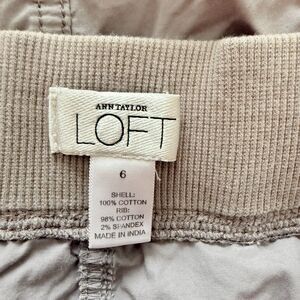 ANN TAYLOR
LOFT
6
SHELL:
100% COTTON
RIB:
98% COTTON
2% SPANDEX
MADE IN INDIA